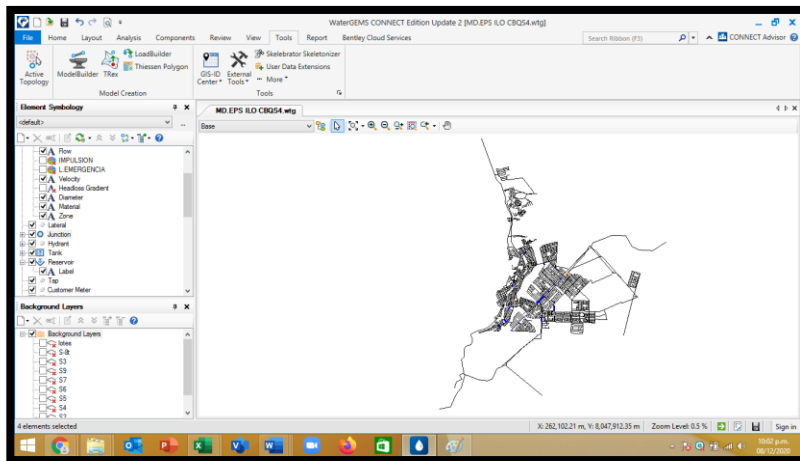 WaterGEMS CONNECT Edition Update 2 [MD.EPS ILO CBQS4.wtg]
File Home Layout Analysis Components Review View Tools Report Bentley Cloud Services
Search Ribbon (F3)
CONNECT Advisor
Active Topology
ModelBuilder
TRex
LoadBuilder
Thiessen Polygon
Model Creation
GIS-ID Center
External Tools
Skelebrator Skeletonizer
User Data Extensions
More
Tools
Element Symbology
<default>
Flow
IMPULSION
L.EMERGENCIA
Velocity
Headloss Gradient
Diameter
Material
Zone
Lateral
Junction
Hydrant
Tank
Reservoir
Label
Tap
Customer Meter
Background Layers
Background Layers
lotes
S-8t
S3
S9
S7
S6
S5
S4
MD.EPS ILO CBQS4.wtg
Base
4 elements selected
X: 262,102.21 m, Y: 8,047,912.35 m
Zoom Level: 0.5 %
Sign in
10:02 p.m.
08/12/2020